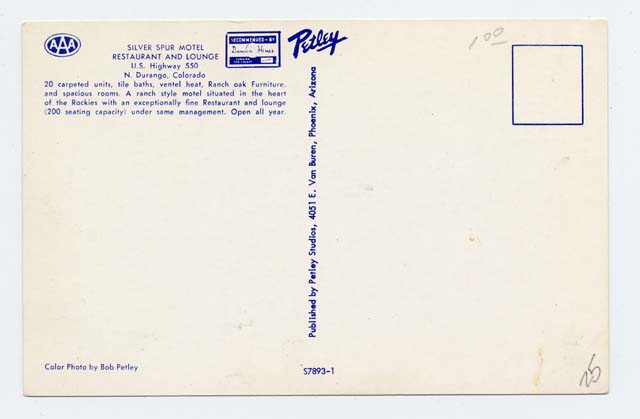 AAA
SILVER SPUR MOTEL
RESTAURANT AND LOUNGE
U.S. Highway 550
N. Durango, Colorado
20 carpeted units, tile baths, ventel heat, Ranch oak Furniture,
and spacious rooms. A ranch style motel situated in the heart
of the Rockies with an exceptionally fine Restaurant and lounge
(200 seating capacity) under same management. Open all year.
RECOMMENDED - BY
Duncan Hines
Petley
Published by Petley Studios, 4051 E. Van Buren, Phoenix, Arizona
1 00
Color Photo by Bob Petley
S7893-1